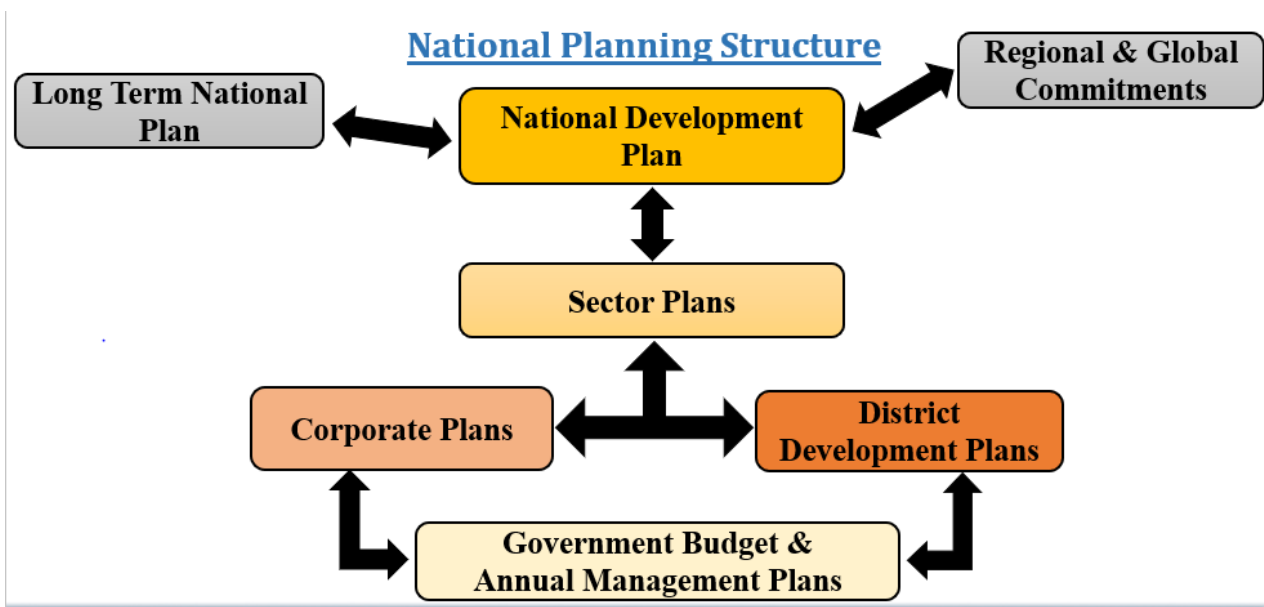 National Planning Structure
Regional & Global
Commitments
Long Term National
Plan
National Development
Plan
Sector Plans
Corporate Plans
District
Development Plans
Government Budget &
Annual Management Plans